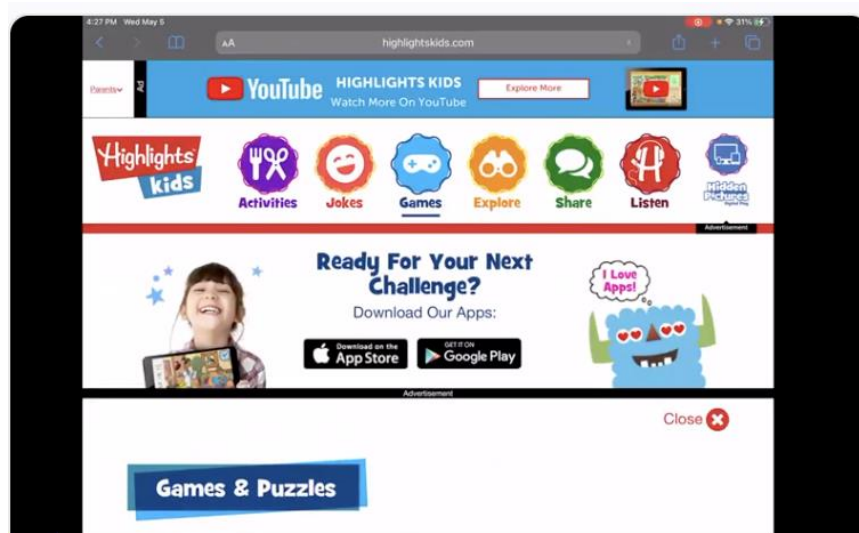 4:27 PM Wed May 5
31%
AA
highlightskids.com
Parents
Ad
YouTube
HIGHLIGHTS KIDS
Watch More On YouTube
Explore More
Highlights
kids
Activities
Jokes
Games
Explore
Share
Listen
Hidden
Pictures
Digital Play
Advertisement
Ready For Your Next
Challenge?
Download Our Apps:
Download on the
App Store
GET IT ON
Google Play
I Love
Apps!
Advertisement
Close
Games & Puzzles